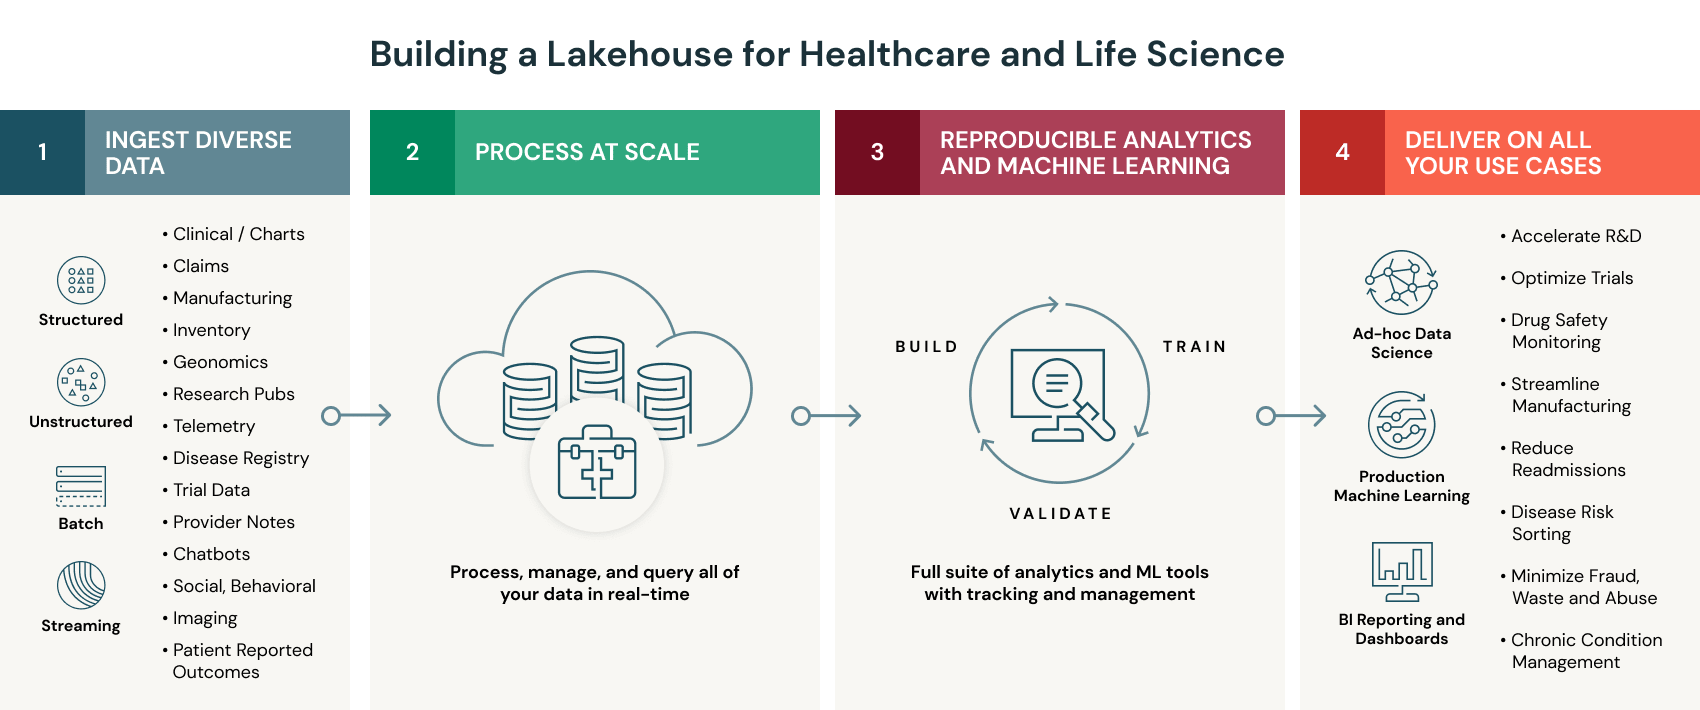 Building a Lakehouse for Healthcare and Life Science
1
INGEST DIVERSE
DATA
Structured
Unstructured
Batch
Streaming
• Clinical / Charts
• Claims
• Manufacturing
• Inventory
• Geonomics
• Research Pubs
• Telemetry
• Disease Registry
• Trial Data
• Provider Notes
• Chatbots
• Social, Behavioral
• Imaging
• Patient Reported
Outcomes
2
PROCESS AT SCALE
Process, manage, and query all of
your data in real-time
3
REPRODUCIBLE ANALYTICS
AND MACHINE LEARNING
BUILD
TRAIN
VALIDATE
Full suite of analytics and ML tools
with tracking and management
4
DELIVER ON ALL
YOUR USE CASES
Ad-hoc Data
Science
Production
Machine Learning
BI Reporting and
Dashboards
• Accelerate R&D
• Optimize Trials
• Drug Safety
Monitoring
• Streamline
Manufacturing
• Reduce
Readmissions
• Disease Risk
Sorting
• Minimize Fraud,
Waste and Abuse
• Chronic Condition
Management